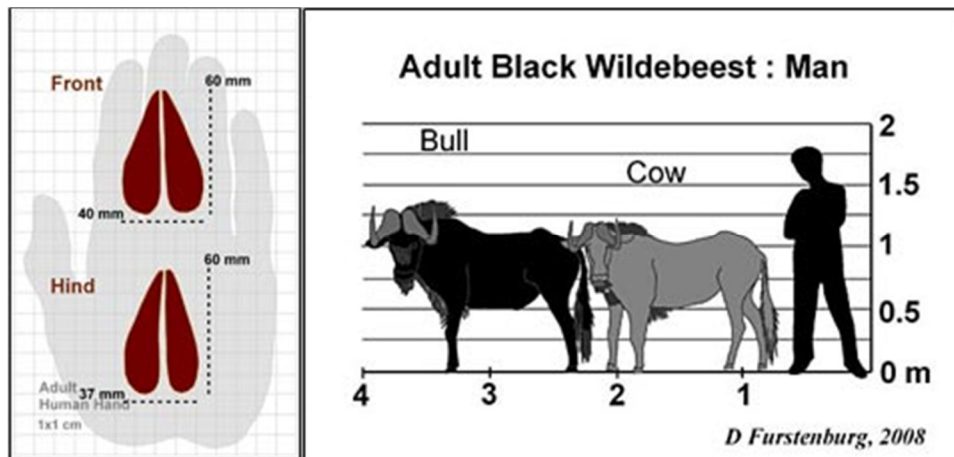 Front
60 mm
40 mm
Hind
60 mm
37 mm
Adult
Human Hand
1x1 cm
Adult Black Wildebeest : Man
Bull
Cow
2
1.5
1
0.5
0 m
4
3
2
1
D Furstenburg, 2008